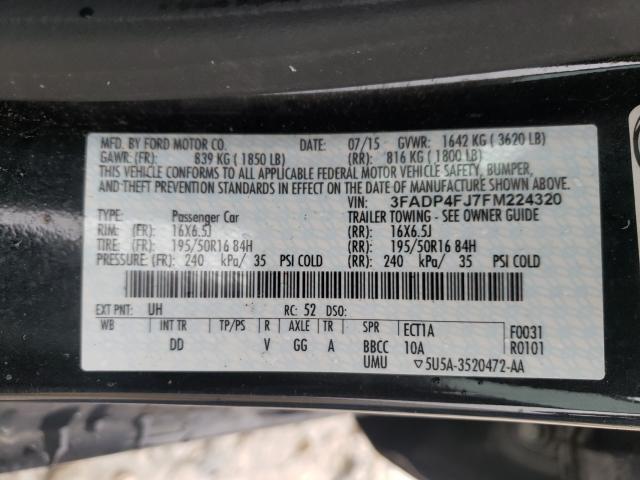 MFD. BY FORD MOTOR CO. DATE: 07/15 GVWR: 1642 KG ( 3620 LB)
GAWR: (FR): 839 KG ( 1850 LB) (RR): 816 KG ( 1800 LB)
THIS VEHICLE CONFORMS TO ALL APPLICABLE FEDERAL MOTOR VEHICLE SAFETY, BUMPER,
AND THEFT PREVENTION STANDARDS IN EFFECT ON THE DATE OF MANUFACTURE SHOWN ABOVE.
VIN: 3FADP4FJ7FM224320
TYPE: Passenger Car TRAILER TOWING - SEE OWNER GUIDE
RIM: (FR): 16X6.5J (RR): 16X6.5J
TIRE: (FR): 195/50R16 84H (RR): 195/50R16 84H
PRESSURE: (FR): 240 kPa/ 35 PSI COLD (RR): 240 kPa/ 35 PSI COLD
EXT PNT: UH RC: 52 DSO:
WB INT TR TP/PS R AXLE TR SPR ECT1A F0031
DD V GG A BBCC 10A R0101
UMU ▽5U5A-3520472-AA